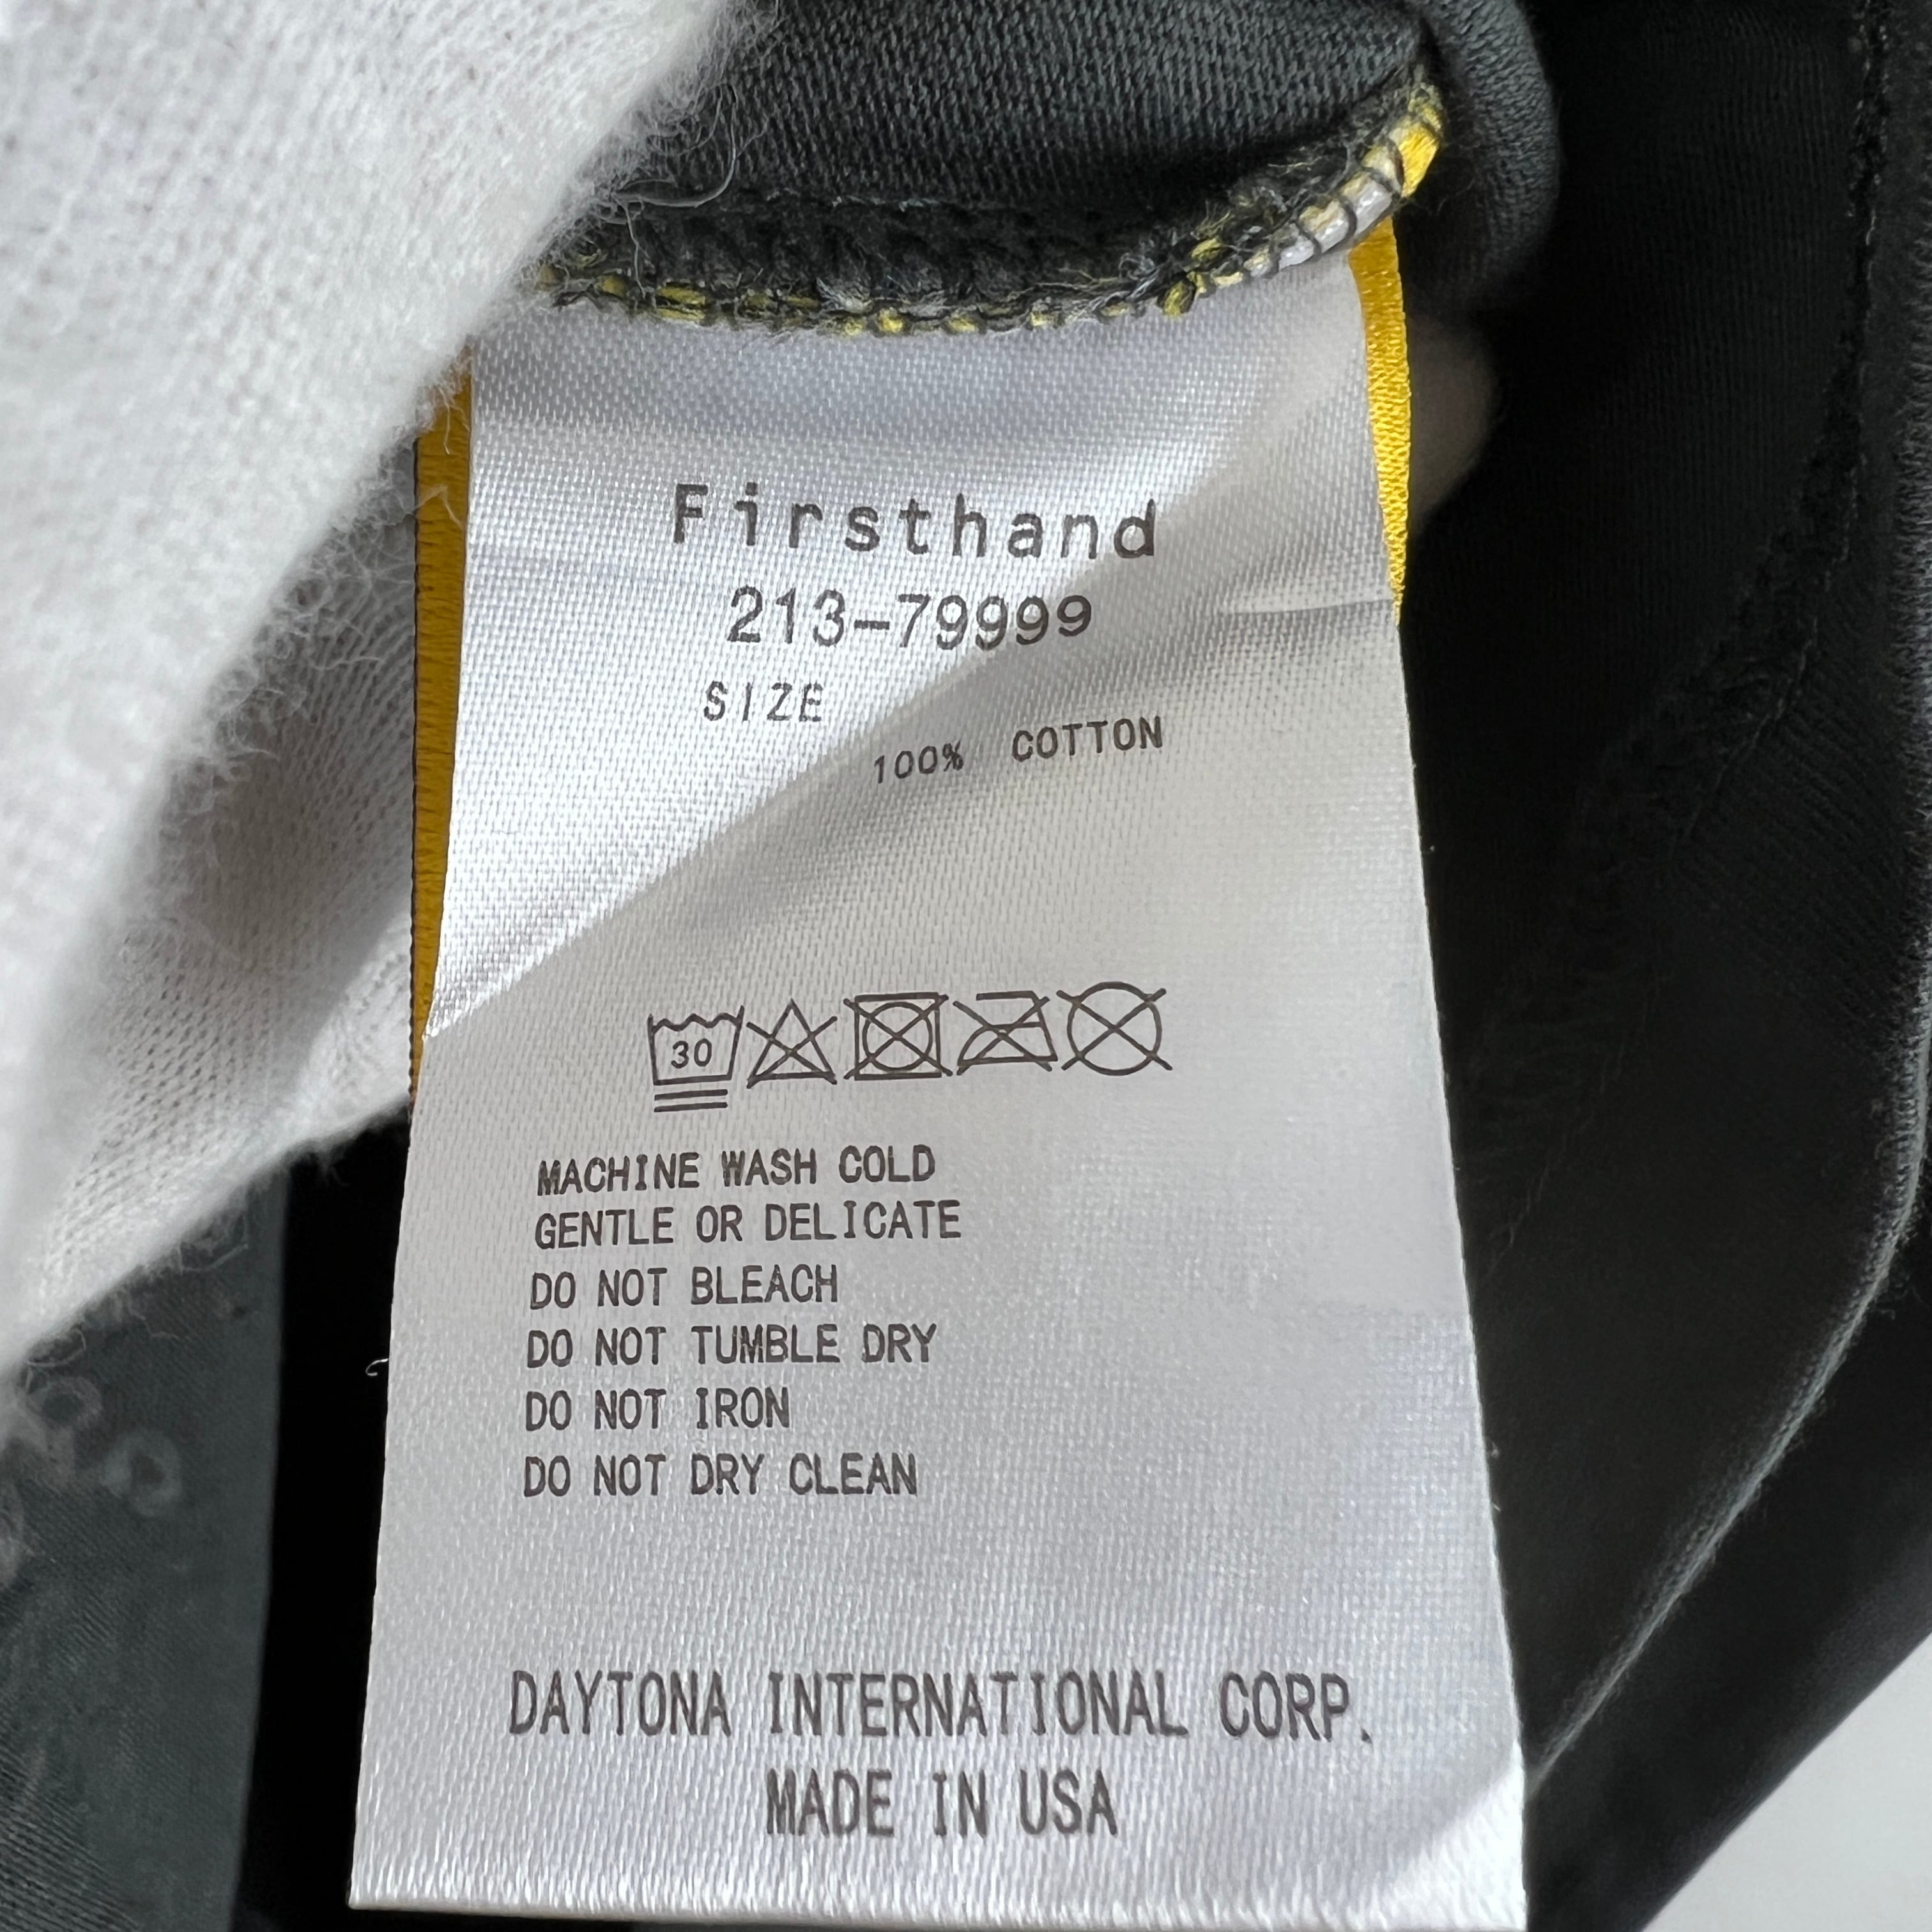 Firsthand
213-79999
SIZE
100% COTTON
30
MACHINE WASH COLD
GENTLE OR DELICATE
DO NOT BLEACH
DO NOT TUMBLE DRY
DO NOT IRON
DO NOT DRY CLEAN
DAYTONA INTERNATIONAL CORP.
MADE IN USA